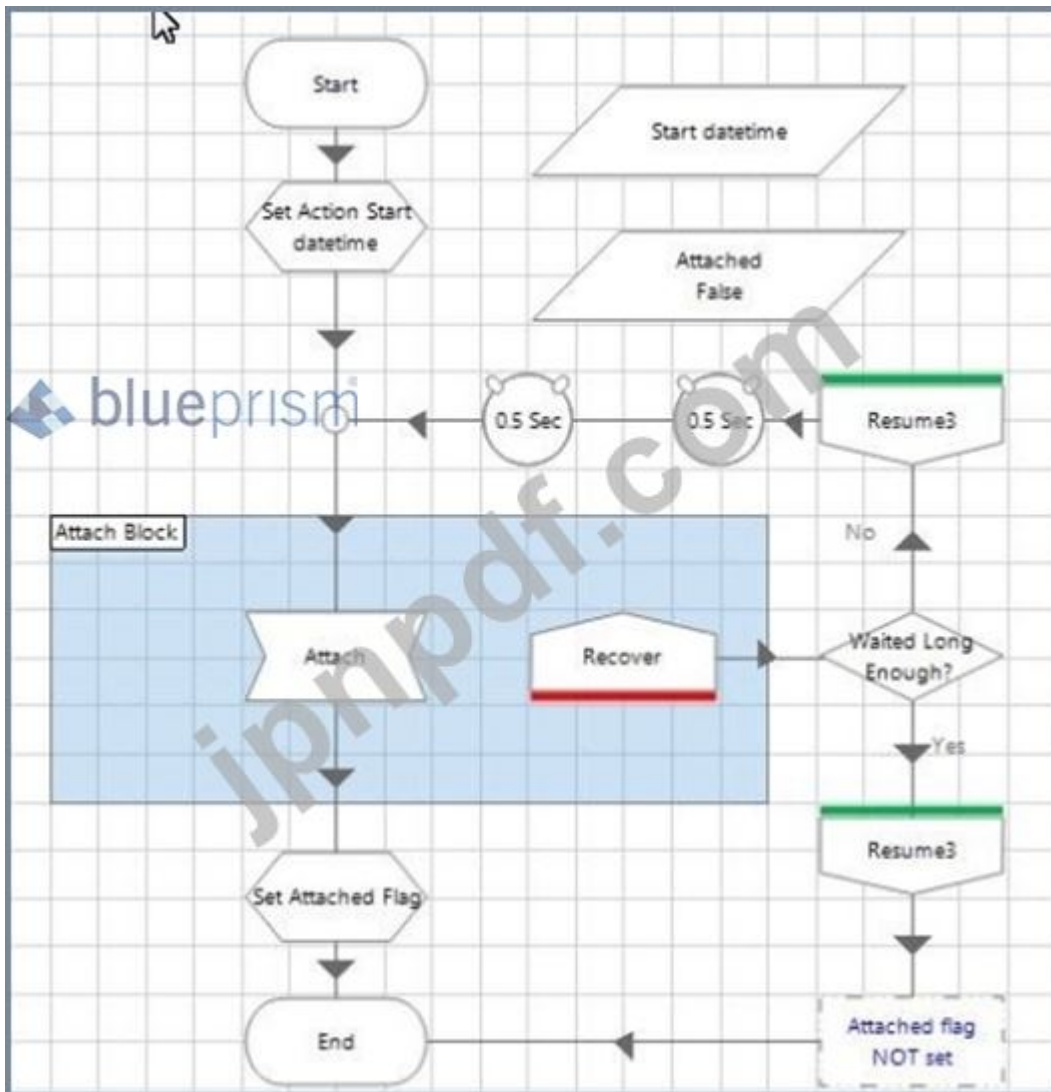 Start
Start datetime
Set Action Start
datetime
Attached
False
blueprism
0.5 Sec
0.5 Sec
Resume3
Attach Block
No
Attach
Recover
Waited Long
Enough?
Yes
Resume3
Set Attached Flag
End
Attached flag
NOT set
jpnpdf.com